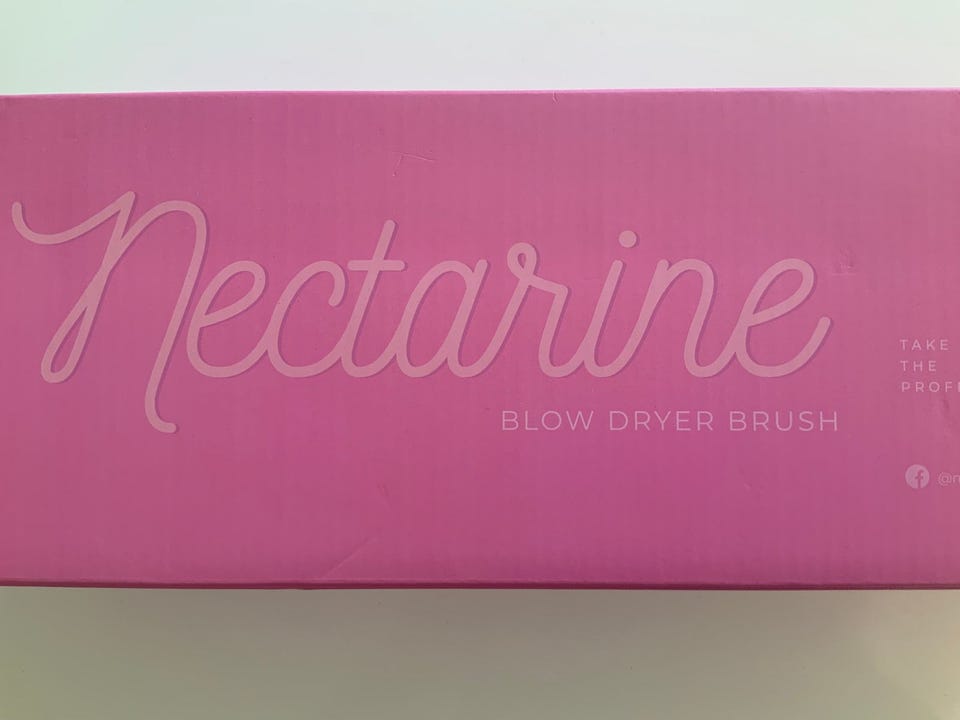 Nectarine
BLOW DRYER BRUSH
TAKE
THE